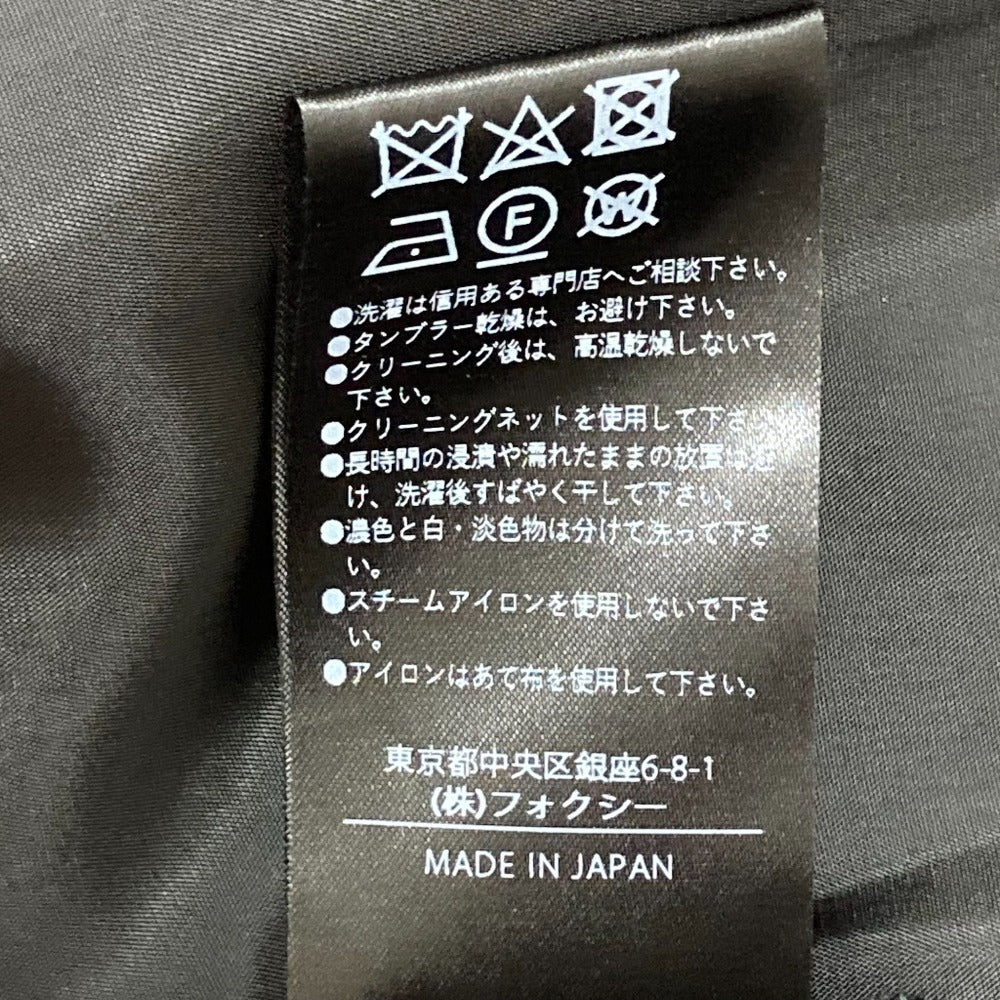 F W
●洗濯は信用ある専門店へご相談下さい。
●タンブラー乾燥は、お避け下さい。
●クリーニング後は、高温乾燥しないで
下さい。
●クリーニングネットを使用して下さい
●長時間の浸漬や濡れたままの放置は避
け、洗濯後すばやく干して下さい。
●濃色と白・淡色物は分けて洗って下さ
い。
●スチームアイロンを使用しないで下さ
い。
●アイロンはあて布を使用して下さい。
東京都中央区銀座6-8-1
(株)フォクシー
MADE IN JAPAN